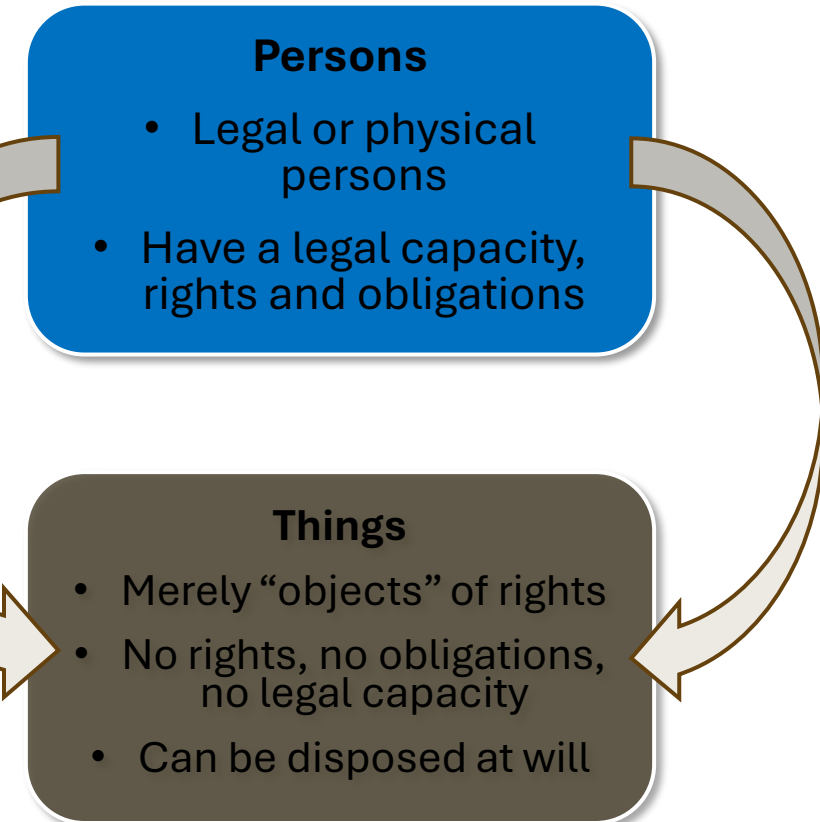 Persons
• Legal or physical
persons
• Have a legal capacity,
rights and obligations
Things
• Merely “objects” of rights
• No rights, no obligations,
no legal capacity
• Can be disposed at will